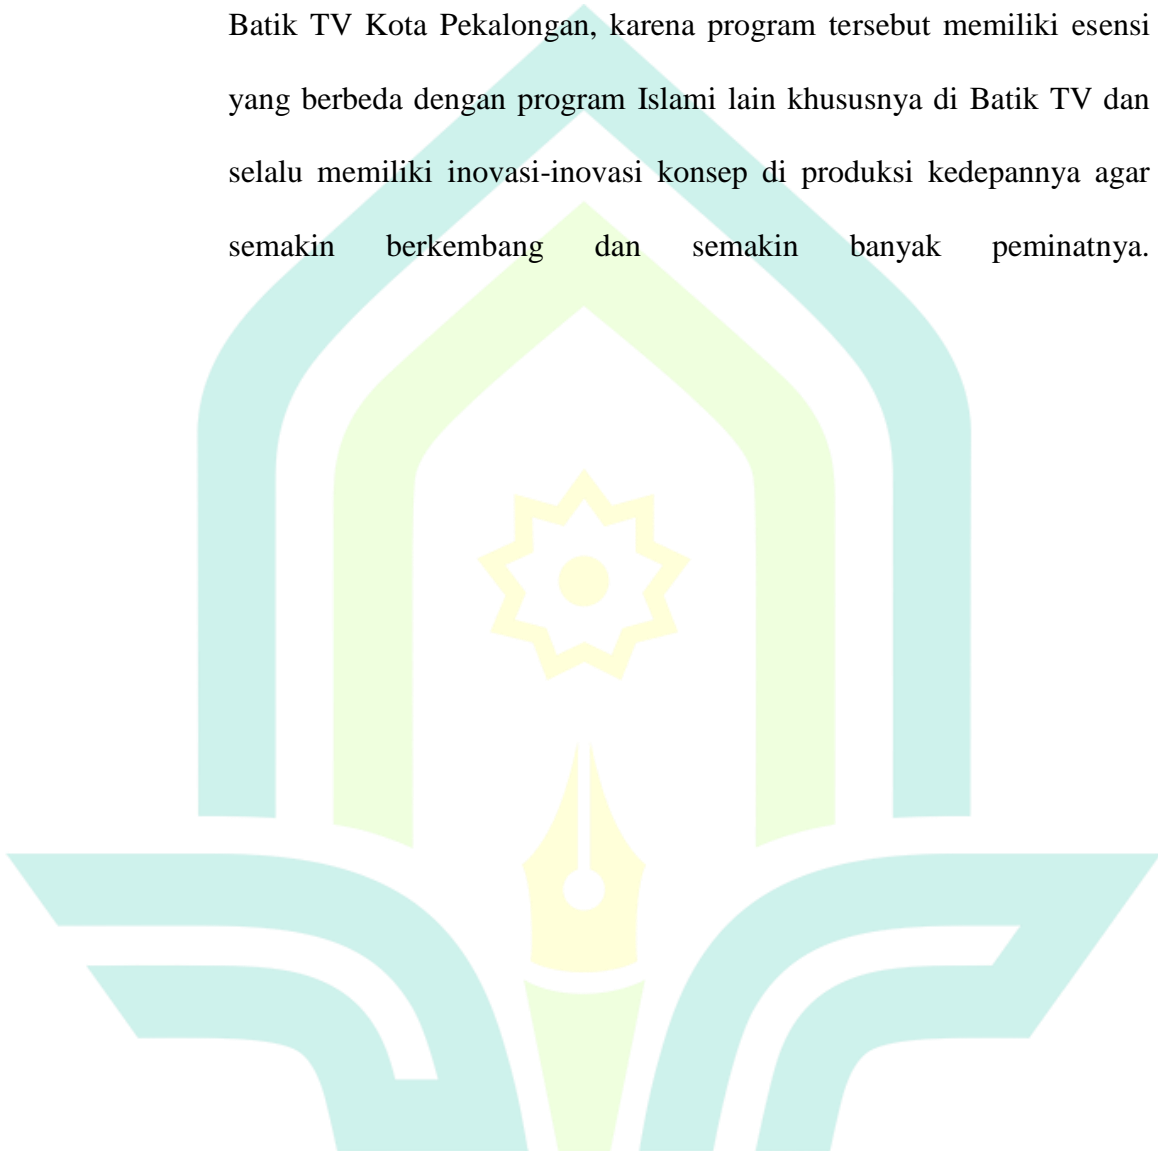 Batik TV Kota Pekalongan, karena program tersebut memiliki esensi
yang berbeda dengan program Islami lain khususnya di Batik TV dan
selalu memiliki inovasi-inovasi konsep di produksi kedepannya agar
semakin berkembang dan semakin banyak peminatnya.